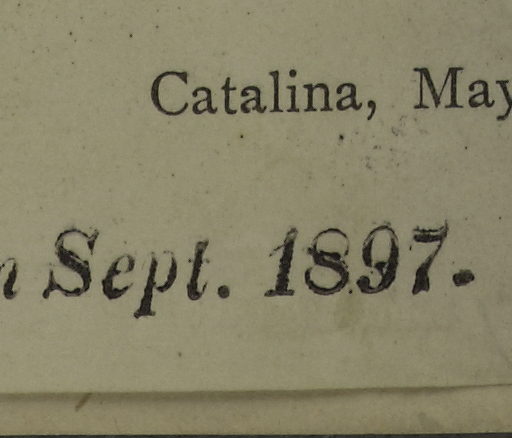 Catalina, May
Sept. 1897.